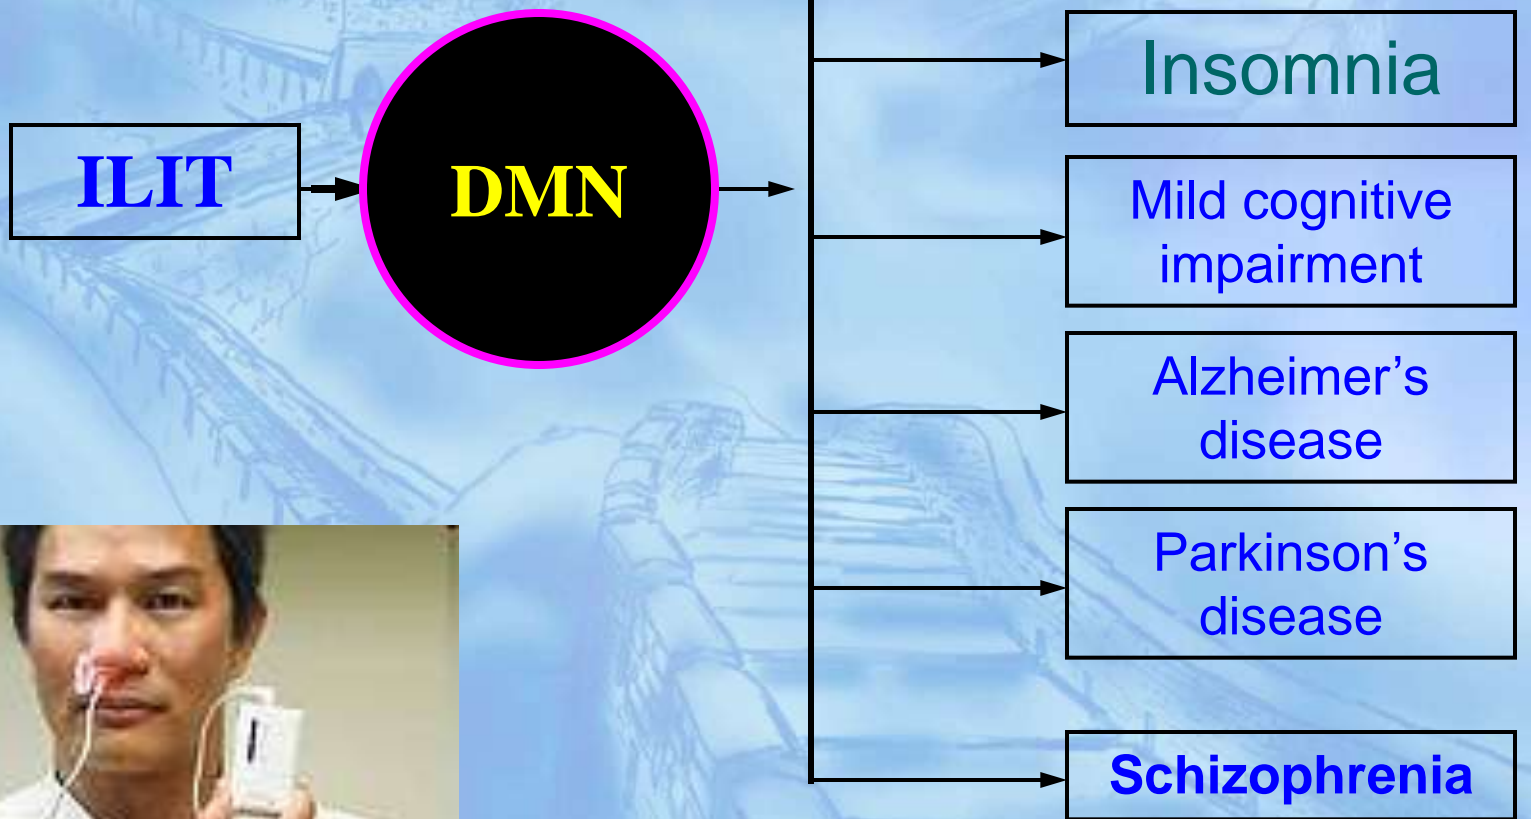 ILIT
DMN
Insomnia
Mild cognitive
impairment
Alzheimer’s
disease
Parkinson’s
disease
Schizophrenia